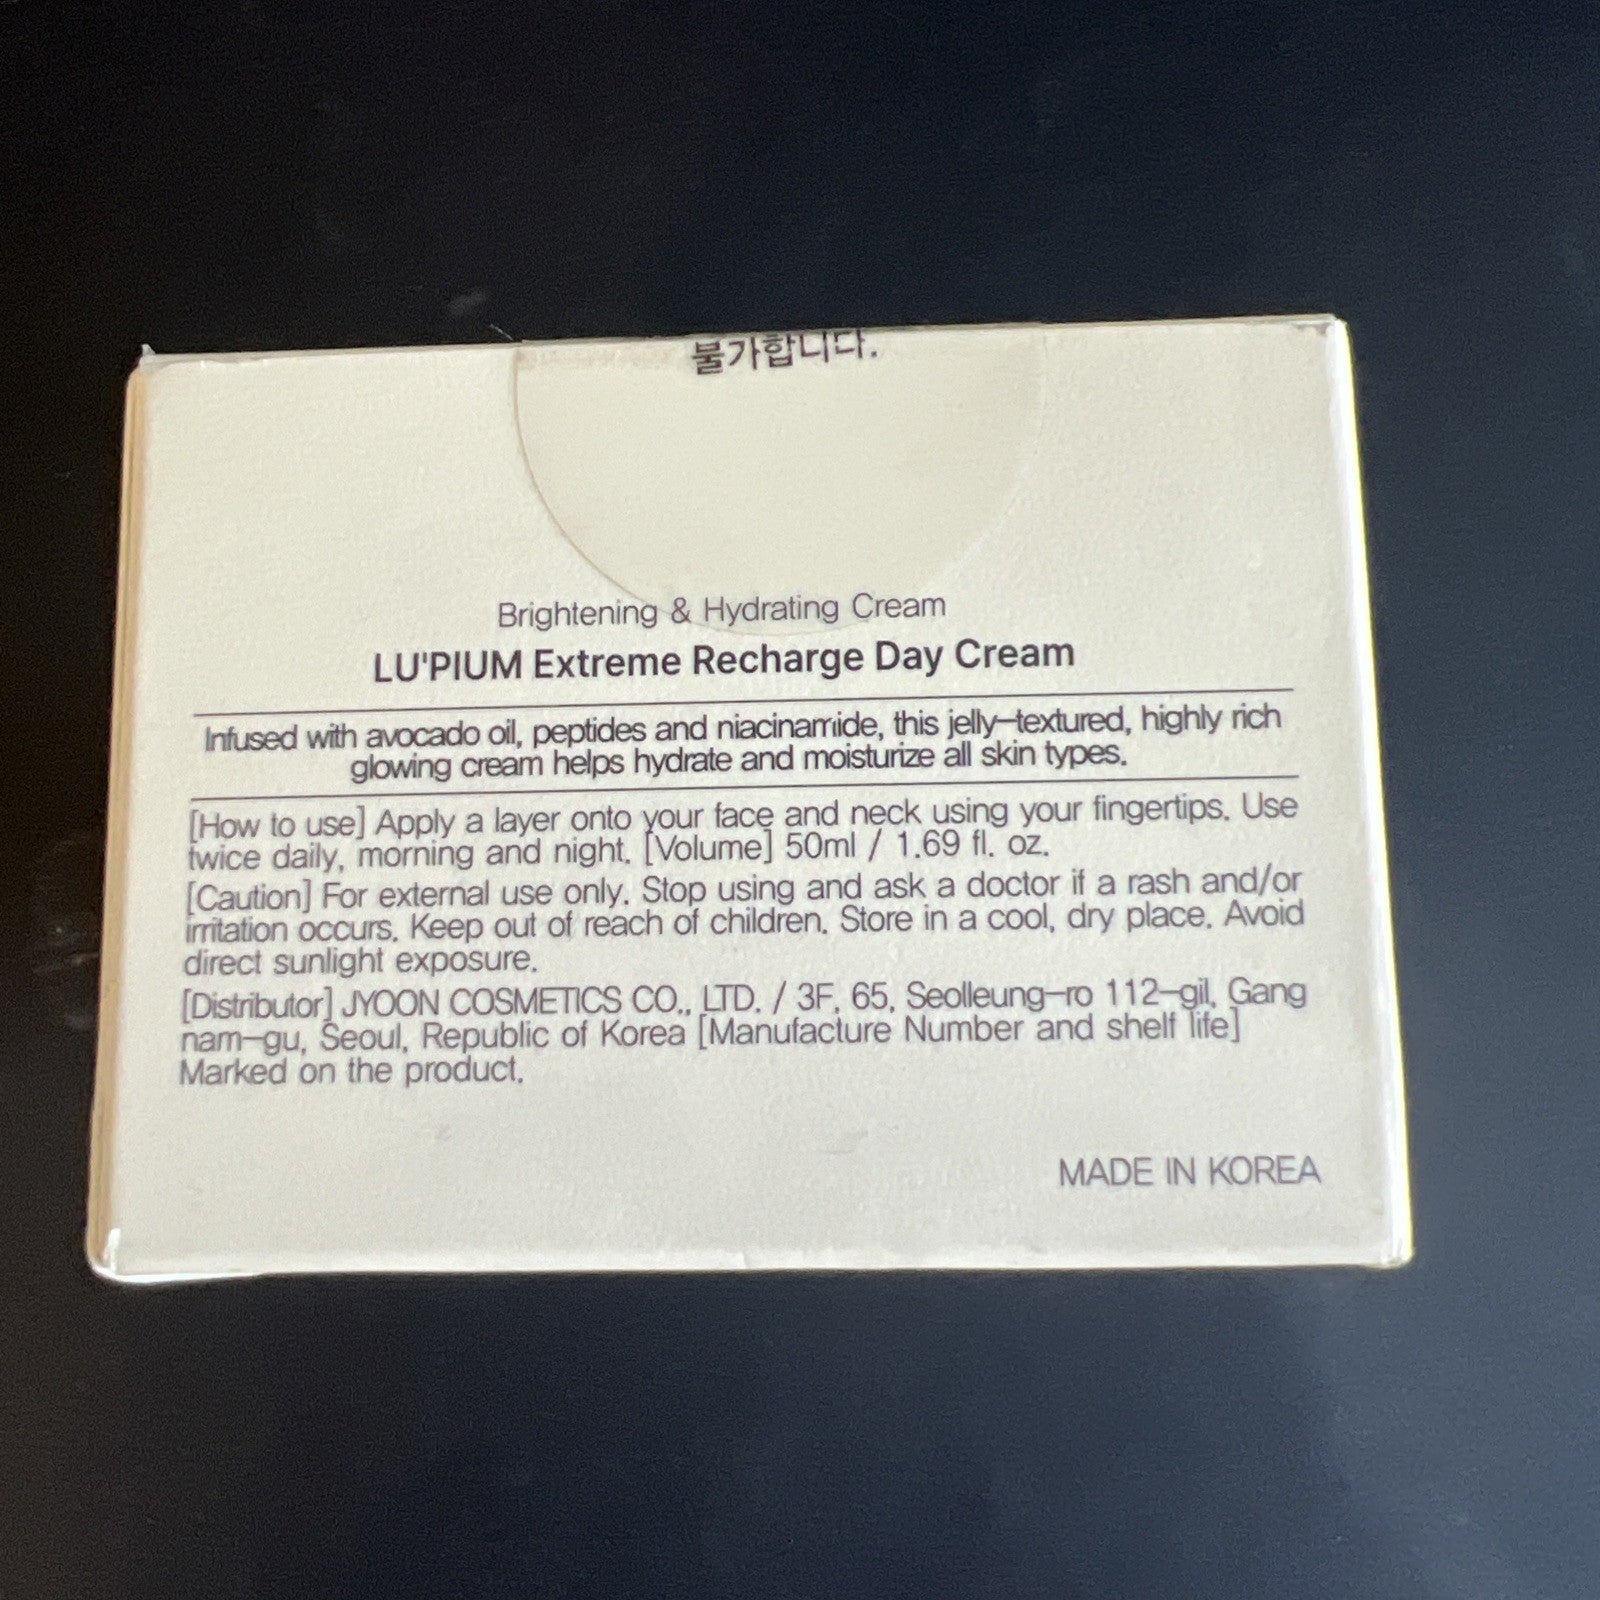 불가합니다.
Brightening & Hydrating Cream
LU'PIUM Extreme Recharge Day Cream
Infused with avocado oil, peptides and niacinamide, this jelly-textured, highly rich
glowing cream helps hydrate and moisturize all skin types.
[How to use] Apply a layer onto your face and neck using your fingertips. Use
twice daily, morning and night. [Volume] 50ml / 1.69 fl. oz.
[Caution] For external use only. Stop using and ask a doctor if a rash and/or
irritation occurs. Keep out of reach of children. Store in a cool, dry place. Avoid
direct sunlight exposure.
[Distributor] JYOON COSMETICS CO., LTD. / 3F, 65, Seolleung-ro 112-gil, Gang
nam-gu, Seoul, Republic of Korea [Manufacture Number and shelf life]
Marked on the product.
MADE IN KOREA